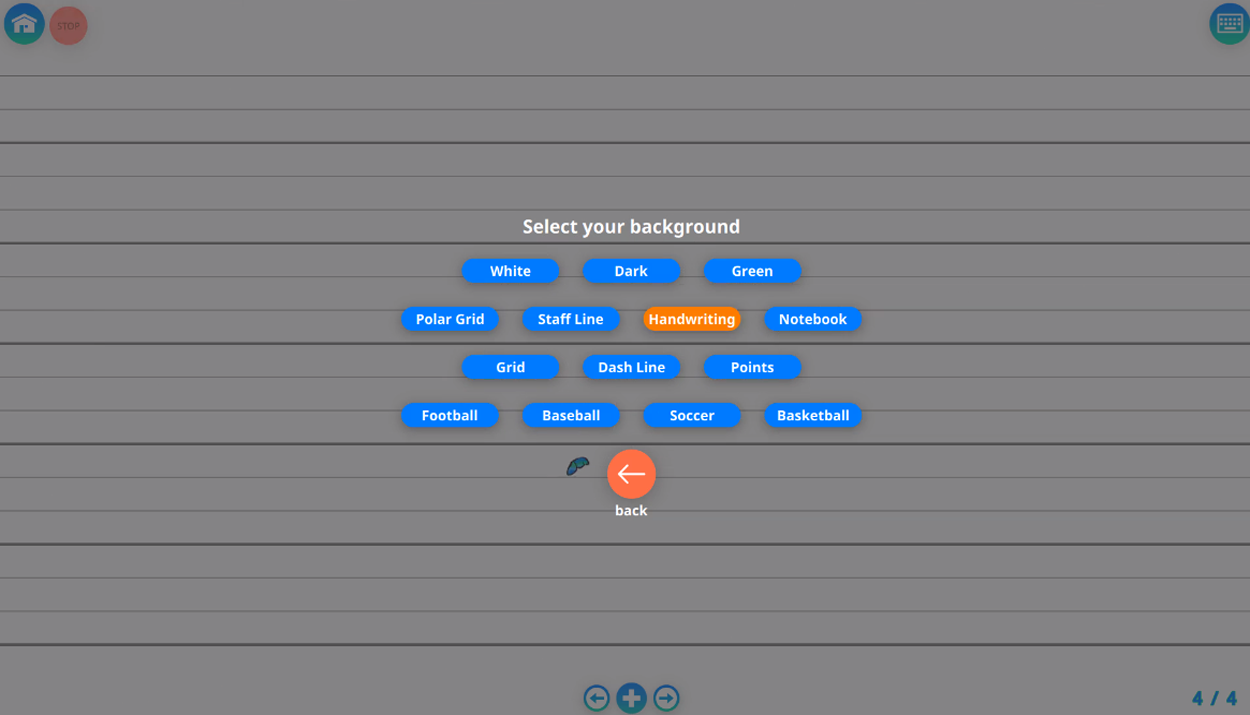 STOP
Select your background
White Dark Green
Polar Grid Staff Line Handwriting Notebook
Grid Dash Line Points
Football Baseball Soccer Basketball
back
4 / 4